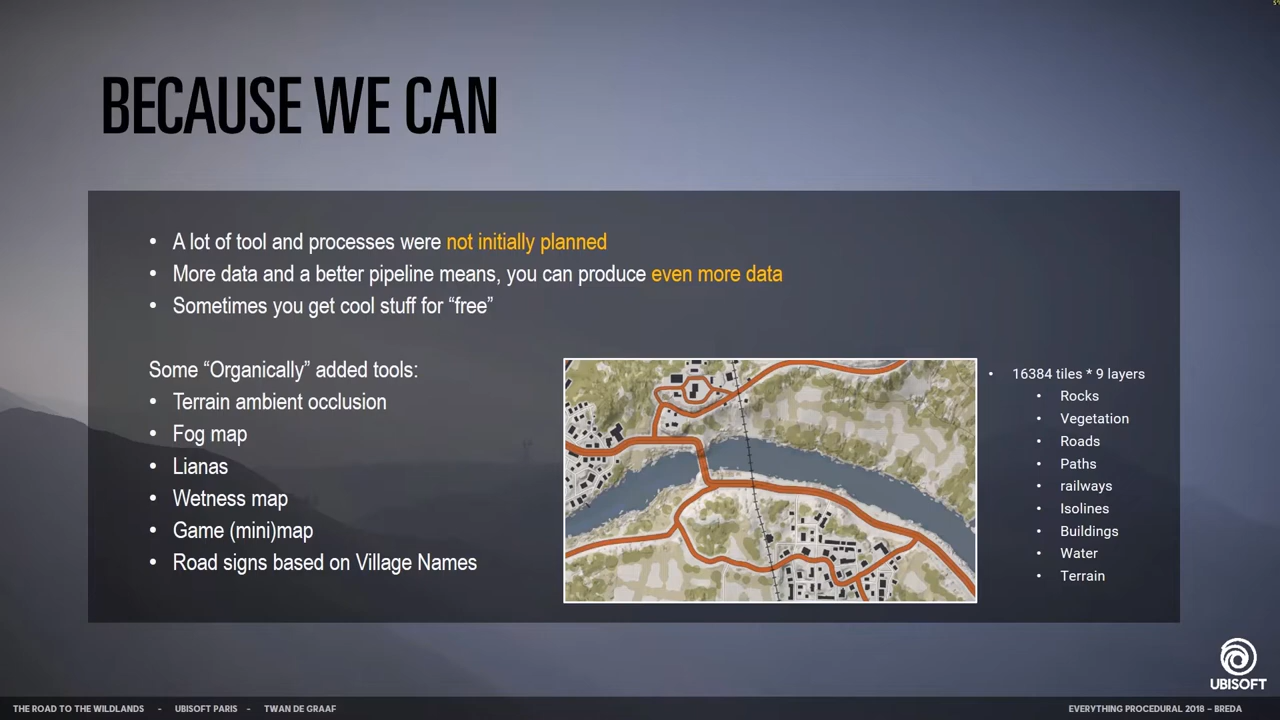 BECAUSE WE CAN
• A lot of tool and processes were not initially planned
• More data and a better pipeline means, you can produce even more data
• Sometimes you get cool stuff for “free”
Some “Organically” added tools:
• Terrain ambient occlusion
• Fog map
• Lianas
• Wetness map
• Game (mini)map
• Road signs based on Village Names
• 16384 tiles * 9 layers
• Rocks
• Vegetation
• Roads
• Paths
• railways
• Isolines
• Buildings
• Water
• Terrain
UBISOFT
THE ROAD TO THE WILDLANDS - UBISOFT PARIS - TWAN DE GRAAF
EVERYTHING PROCEDURAL 2018 – BREDA